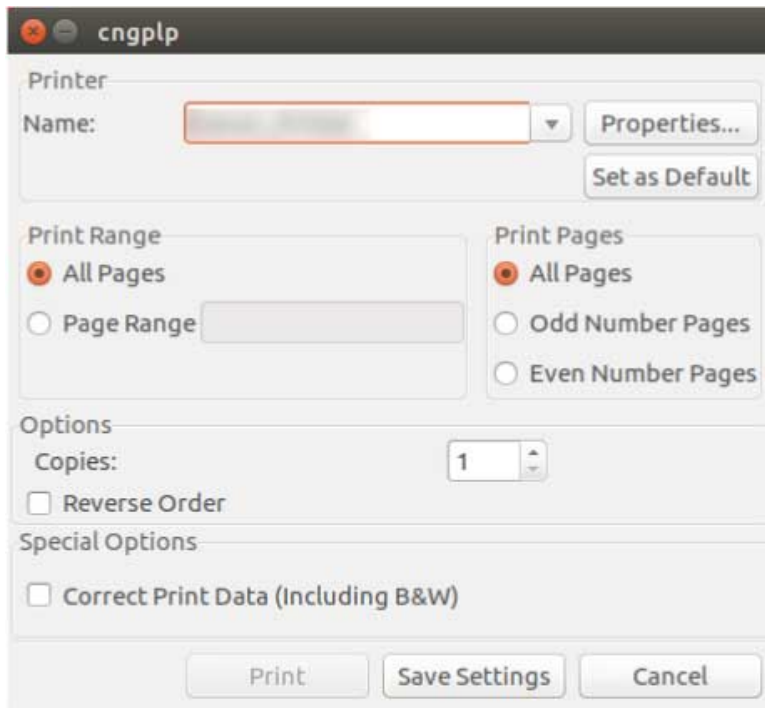 cngplp
Printer
Name:
Properties...
Set as Default
Print Range
All Pages
Page Range
Print Pages
All Pages
Odd Number Pages
Even Number Pages
Options
Copies: 1
Reverse Order
Special Options
Correct Print Data (Including B&W)
Print Save Settings Cancel